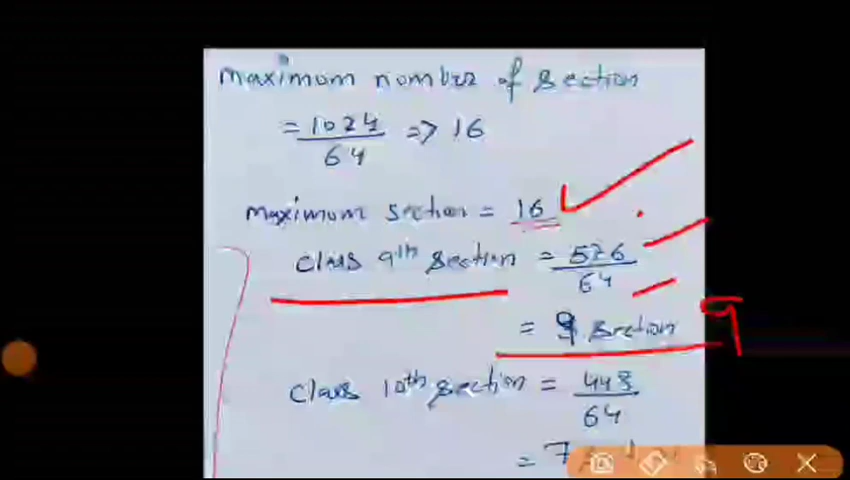 maximum number of section
= 1024/64 => 16
maximum section = 16
class 9th section = 576/64
= 9 section 9
class 10th section = 448/64
= 7